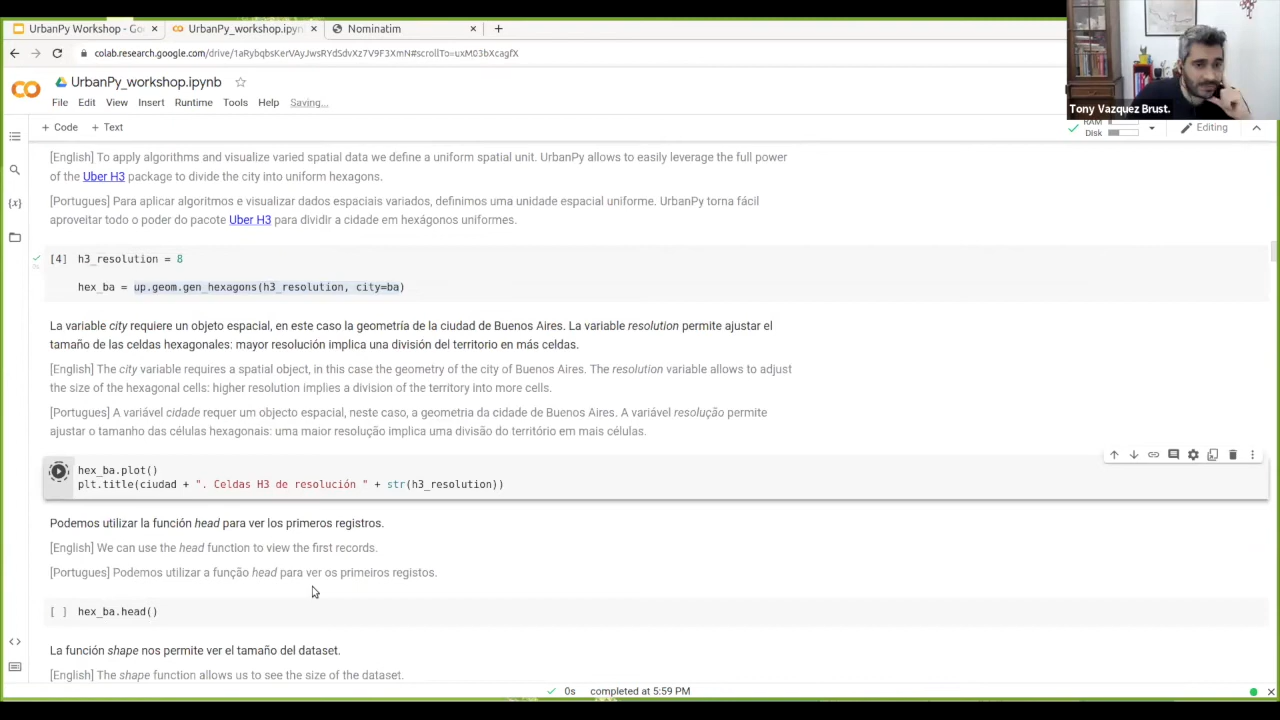 UrbanPy Workshop - Go
UrbanPy_workshop.ipyn
Nominatim
colab.research.google.com/drive/1aRybqbsKerVAyJwsRYdSdvXz7V9F3XmN#scrollTo=uxM03bXcagfX
UrbanPy_workshop.ipynb
File Edit View Insert Runtime Tools Help Saving...
Tony Vazquez Brust.
+ Code + Text
RAM
Disk
Editing
[English] To apply algorithms and visualize varied spatial data we define a uniform spatial unit. UrbanPy allows to easily leverage the full power
of the Uber H3 package to divide the city into uniform hexagons.
[Portugues] Para aplicar algoritmos e visualizar dados espaciais variados, definimos uma unidade espacial uniforme. UrbanPy torna fácil
aproveitar todo o poder do pacote Uber H3 para dividir a cidade em hexágonos uniformes.
[4] h3_resolution = 8
hex_ba = up.geom.gen_hexagons(h3_resolution, city=ba)
La variable city requiere un objeto espacial, en este caso la geometría de la ciudad de Buenos Aires. La variable resolution permite ajustar el
tamaño de las celdas hexagonales: mayor resolución implica una división del territorio en más celdas.
[English] The city variable requires a spatial object, in this case the geometry of the city of Buenos Aires. The resolution variable allows to adjust
the size of the hexagonal cells: higher resolution implies a division of the territory into more cells.
[Portugues] A variável cidade requer um objecto espacial, neste caso, a geometria da cidade de Buenos Aires. A variável resolução permite
ajustar o tamanho das células hexagonais: uma maior resolução implica uma divisão do território em mais células.
hex_ba.plot()
plt.title(ciudad + ". Celdas H3 de resolución " + str(h3_resolution))
Podemos utilizar la función head para ver los primeros registros.
[English] We can use the head function to view the first records.
[Portugues] Podemos utilizar a função head para ver os primeiros registos.
[ ] hex_ba.head()
La función shape nos permite ver el tamaño del dataset.
[English] The shape function allows us to see the size of the dataset.
0s completed at 5:59 PM